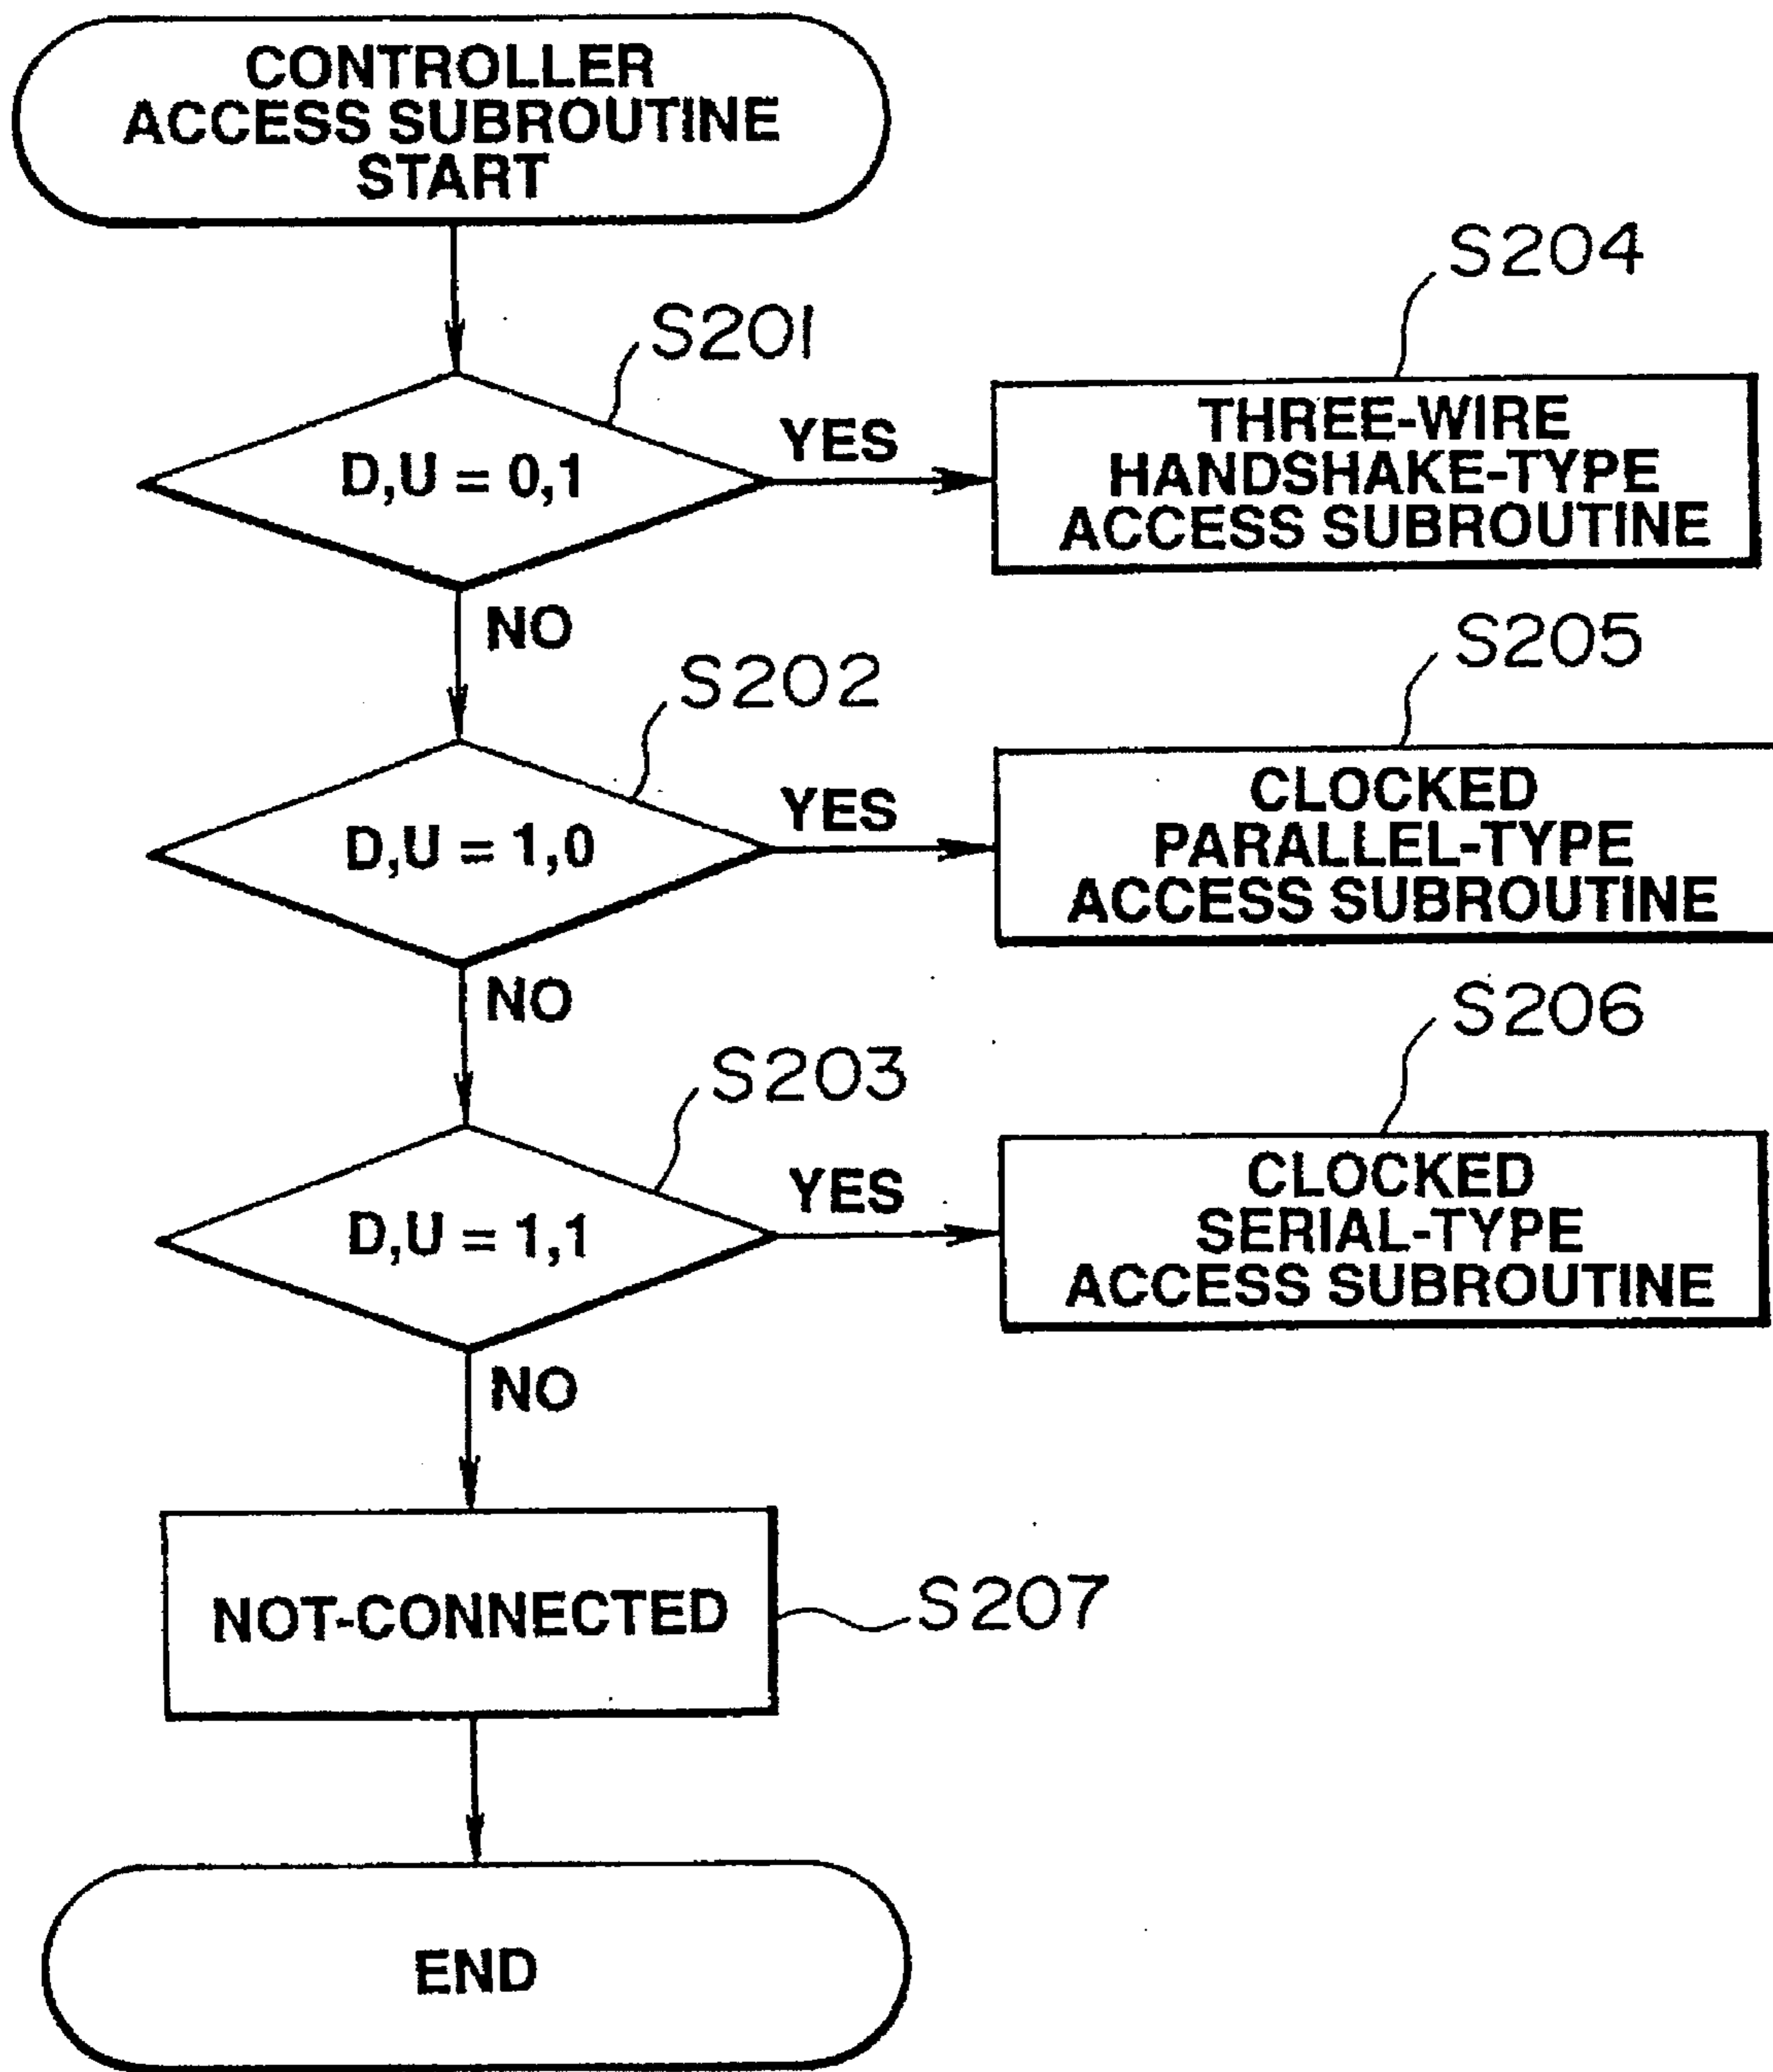 CONTROLLER
ACCESS SUBROUTINE
START
S201
S204
D,U = 0,1
YES
THREE-WIRE
HANDSHAKE-TYPE
ACCESS SUBROUTINE
NO
S202
S205
D,U = 1,0
YES
CLOCKED
PARALLEL-TYPE
ACCESS SUBROUTINE
NO
S203
S206
D,U = 1,1
YES
CLOCKED
SERIAL-TYPE
ACCESS SUBROUTINE
NO
NOT-CONNECTED
S207
END